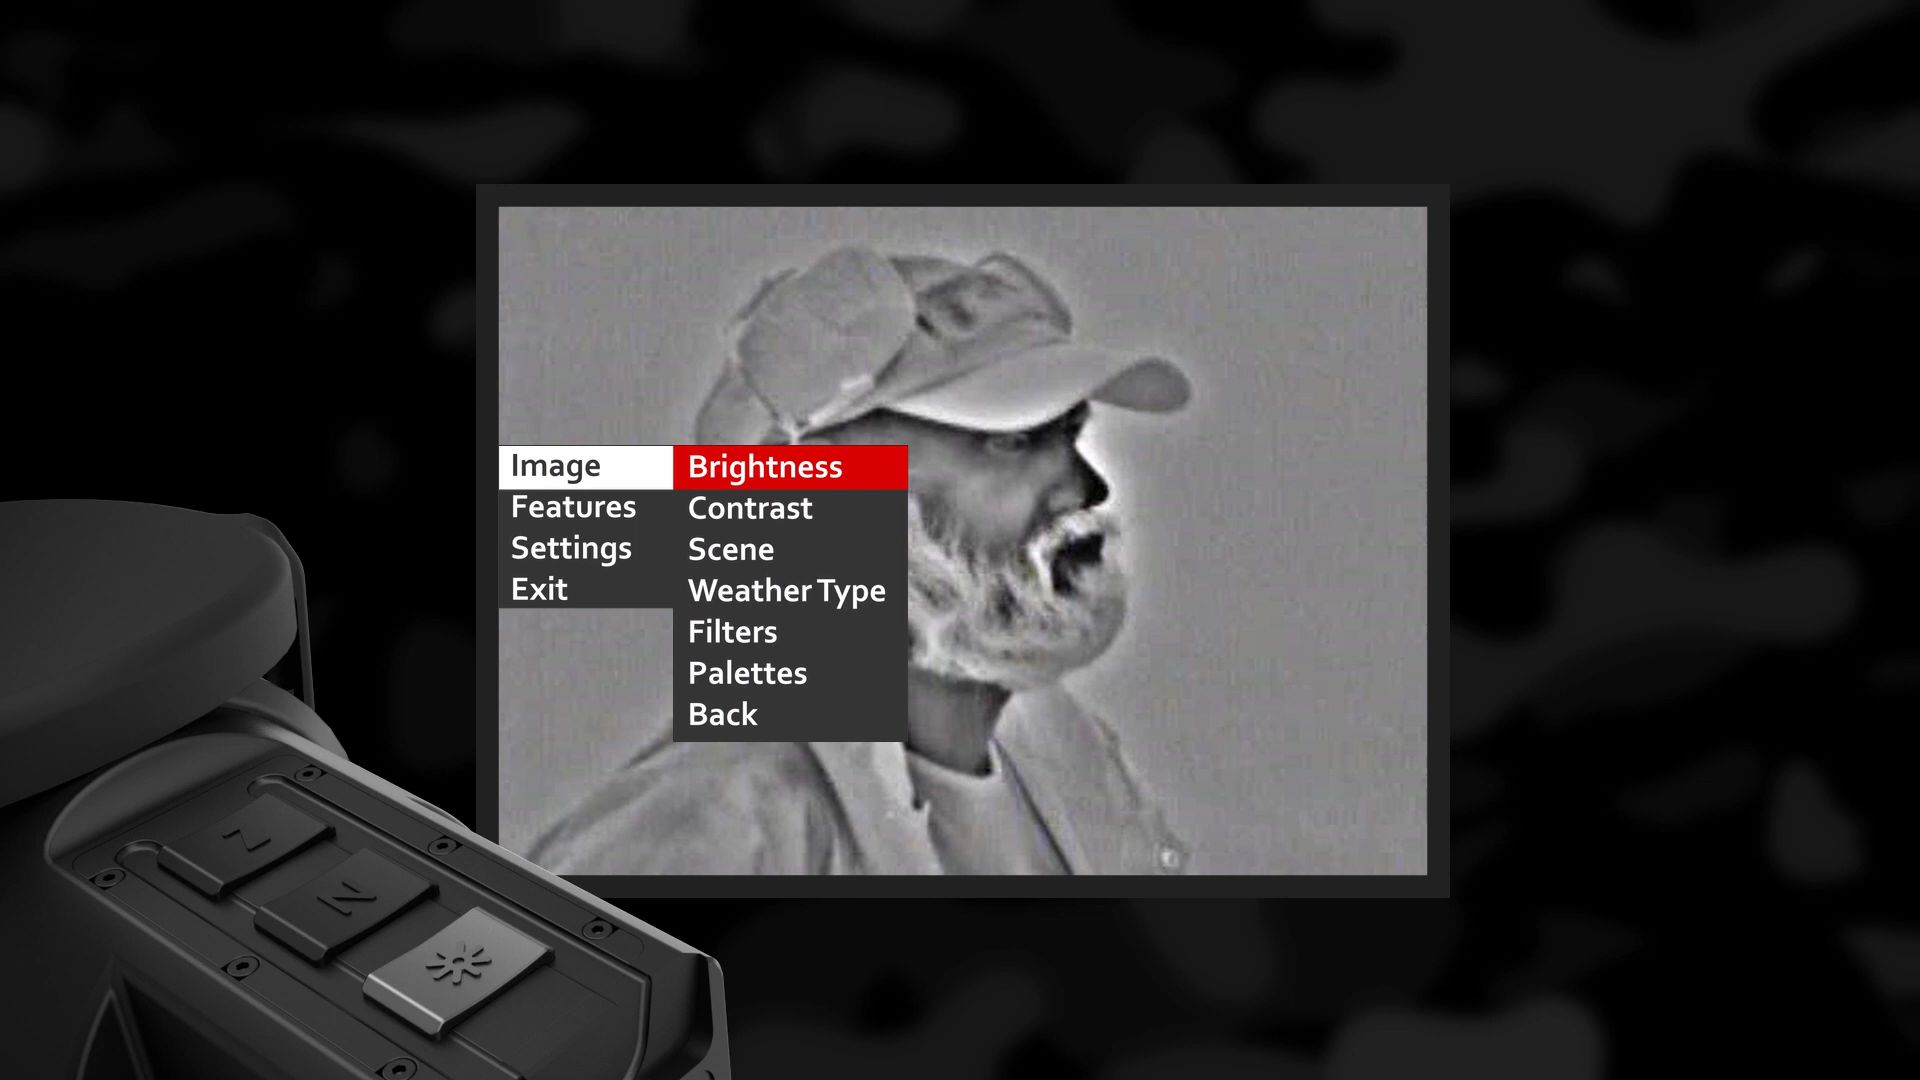 Image
Features
Settings
Exit
Brightness
Contrast
Scene
Weather Type
Filters
Palettes
Back
Z
N